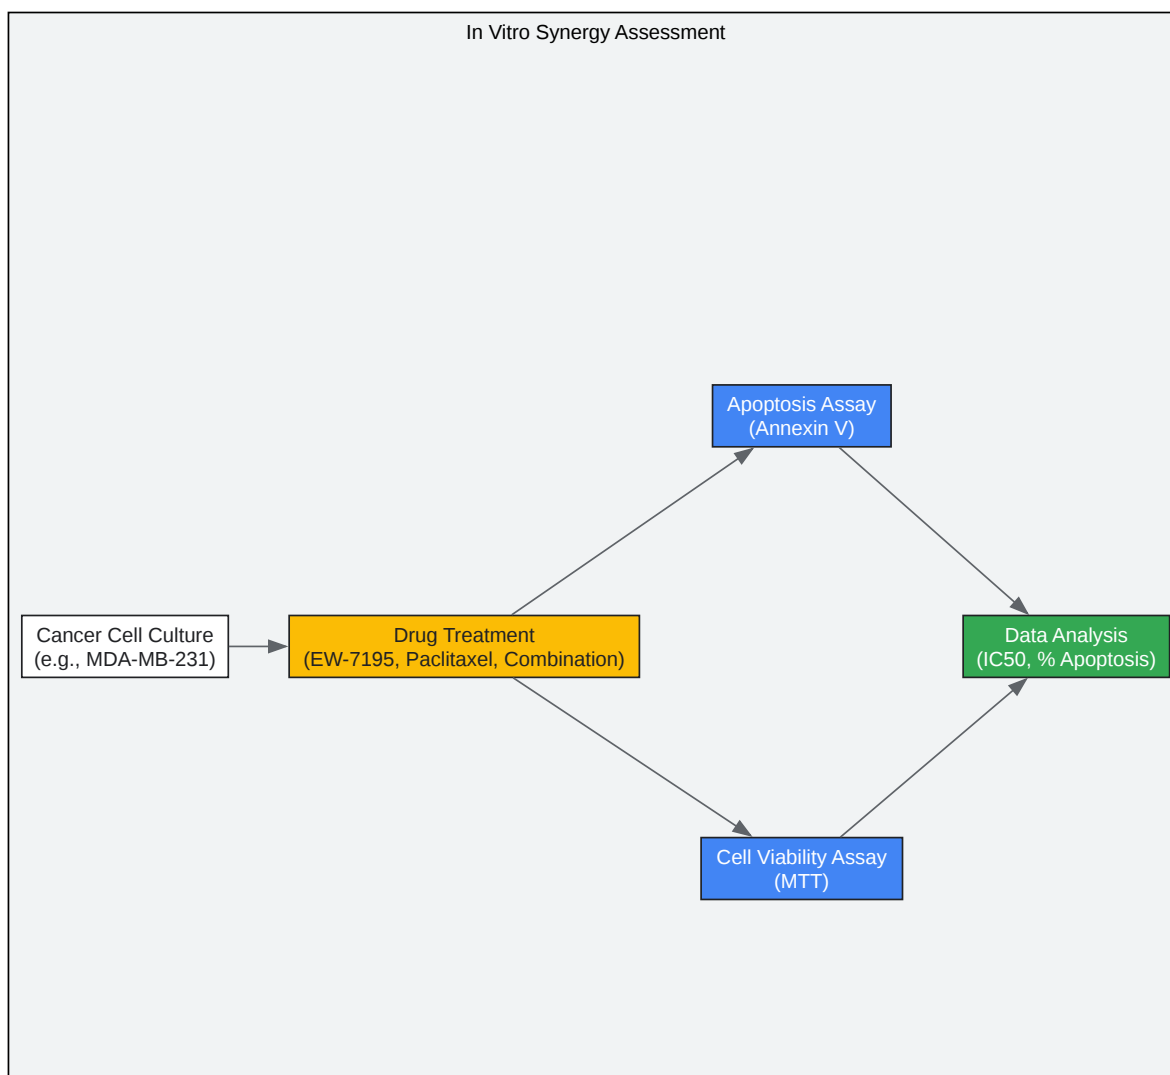 In Vitro Synergy Assessment
Apoptosis Assay
(Annexin V)
Cancer Cell Culture
(e.g., MDA-MB-231)
Drug Treatment
(EW-7195, Paclitaxel, Combination)
Data Analysis
(IC50, % Apoptosis)
Cell Viability Assay
(MTT)